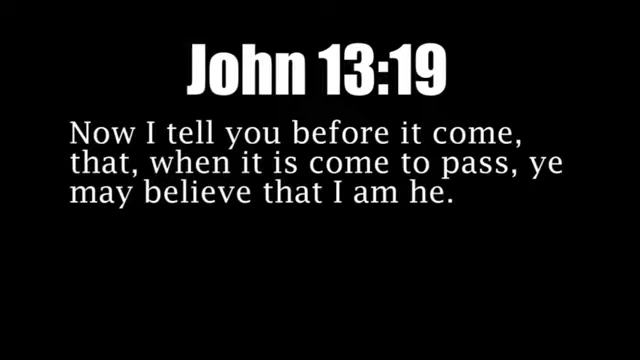 John 13:19
Now I tell you before it come,
that, when it is come to pass, ye
may believe that I am he.